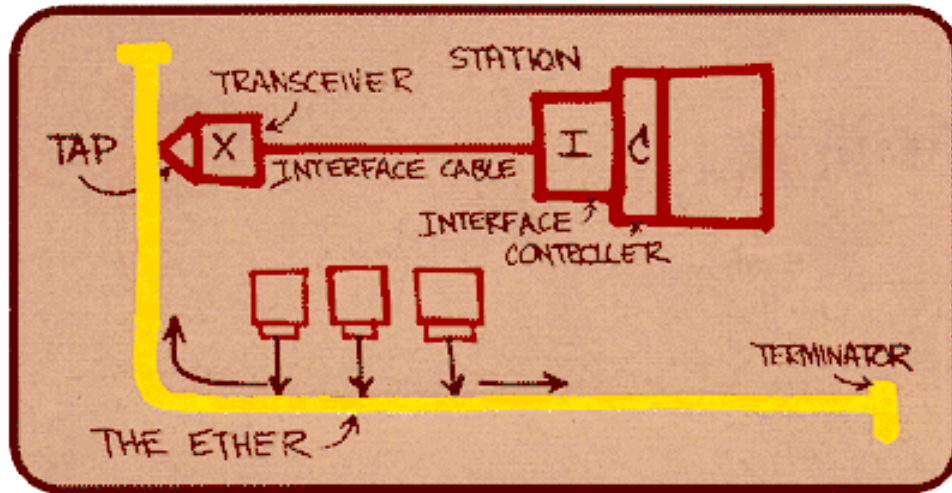 STATION
TRANSCEIVER
TAP
X
I
C
INTERFACE CABLE
INTERFACE
CONTROLLER
TERMINATOR
THE ETHER